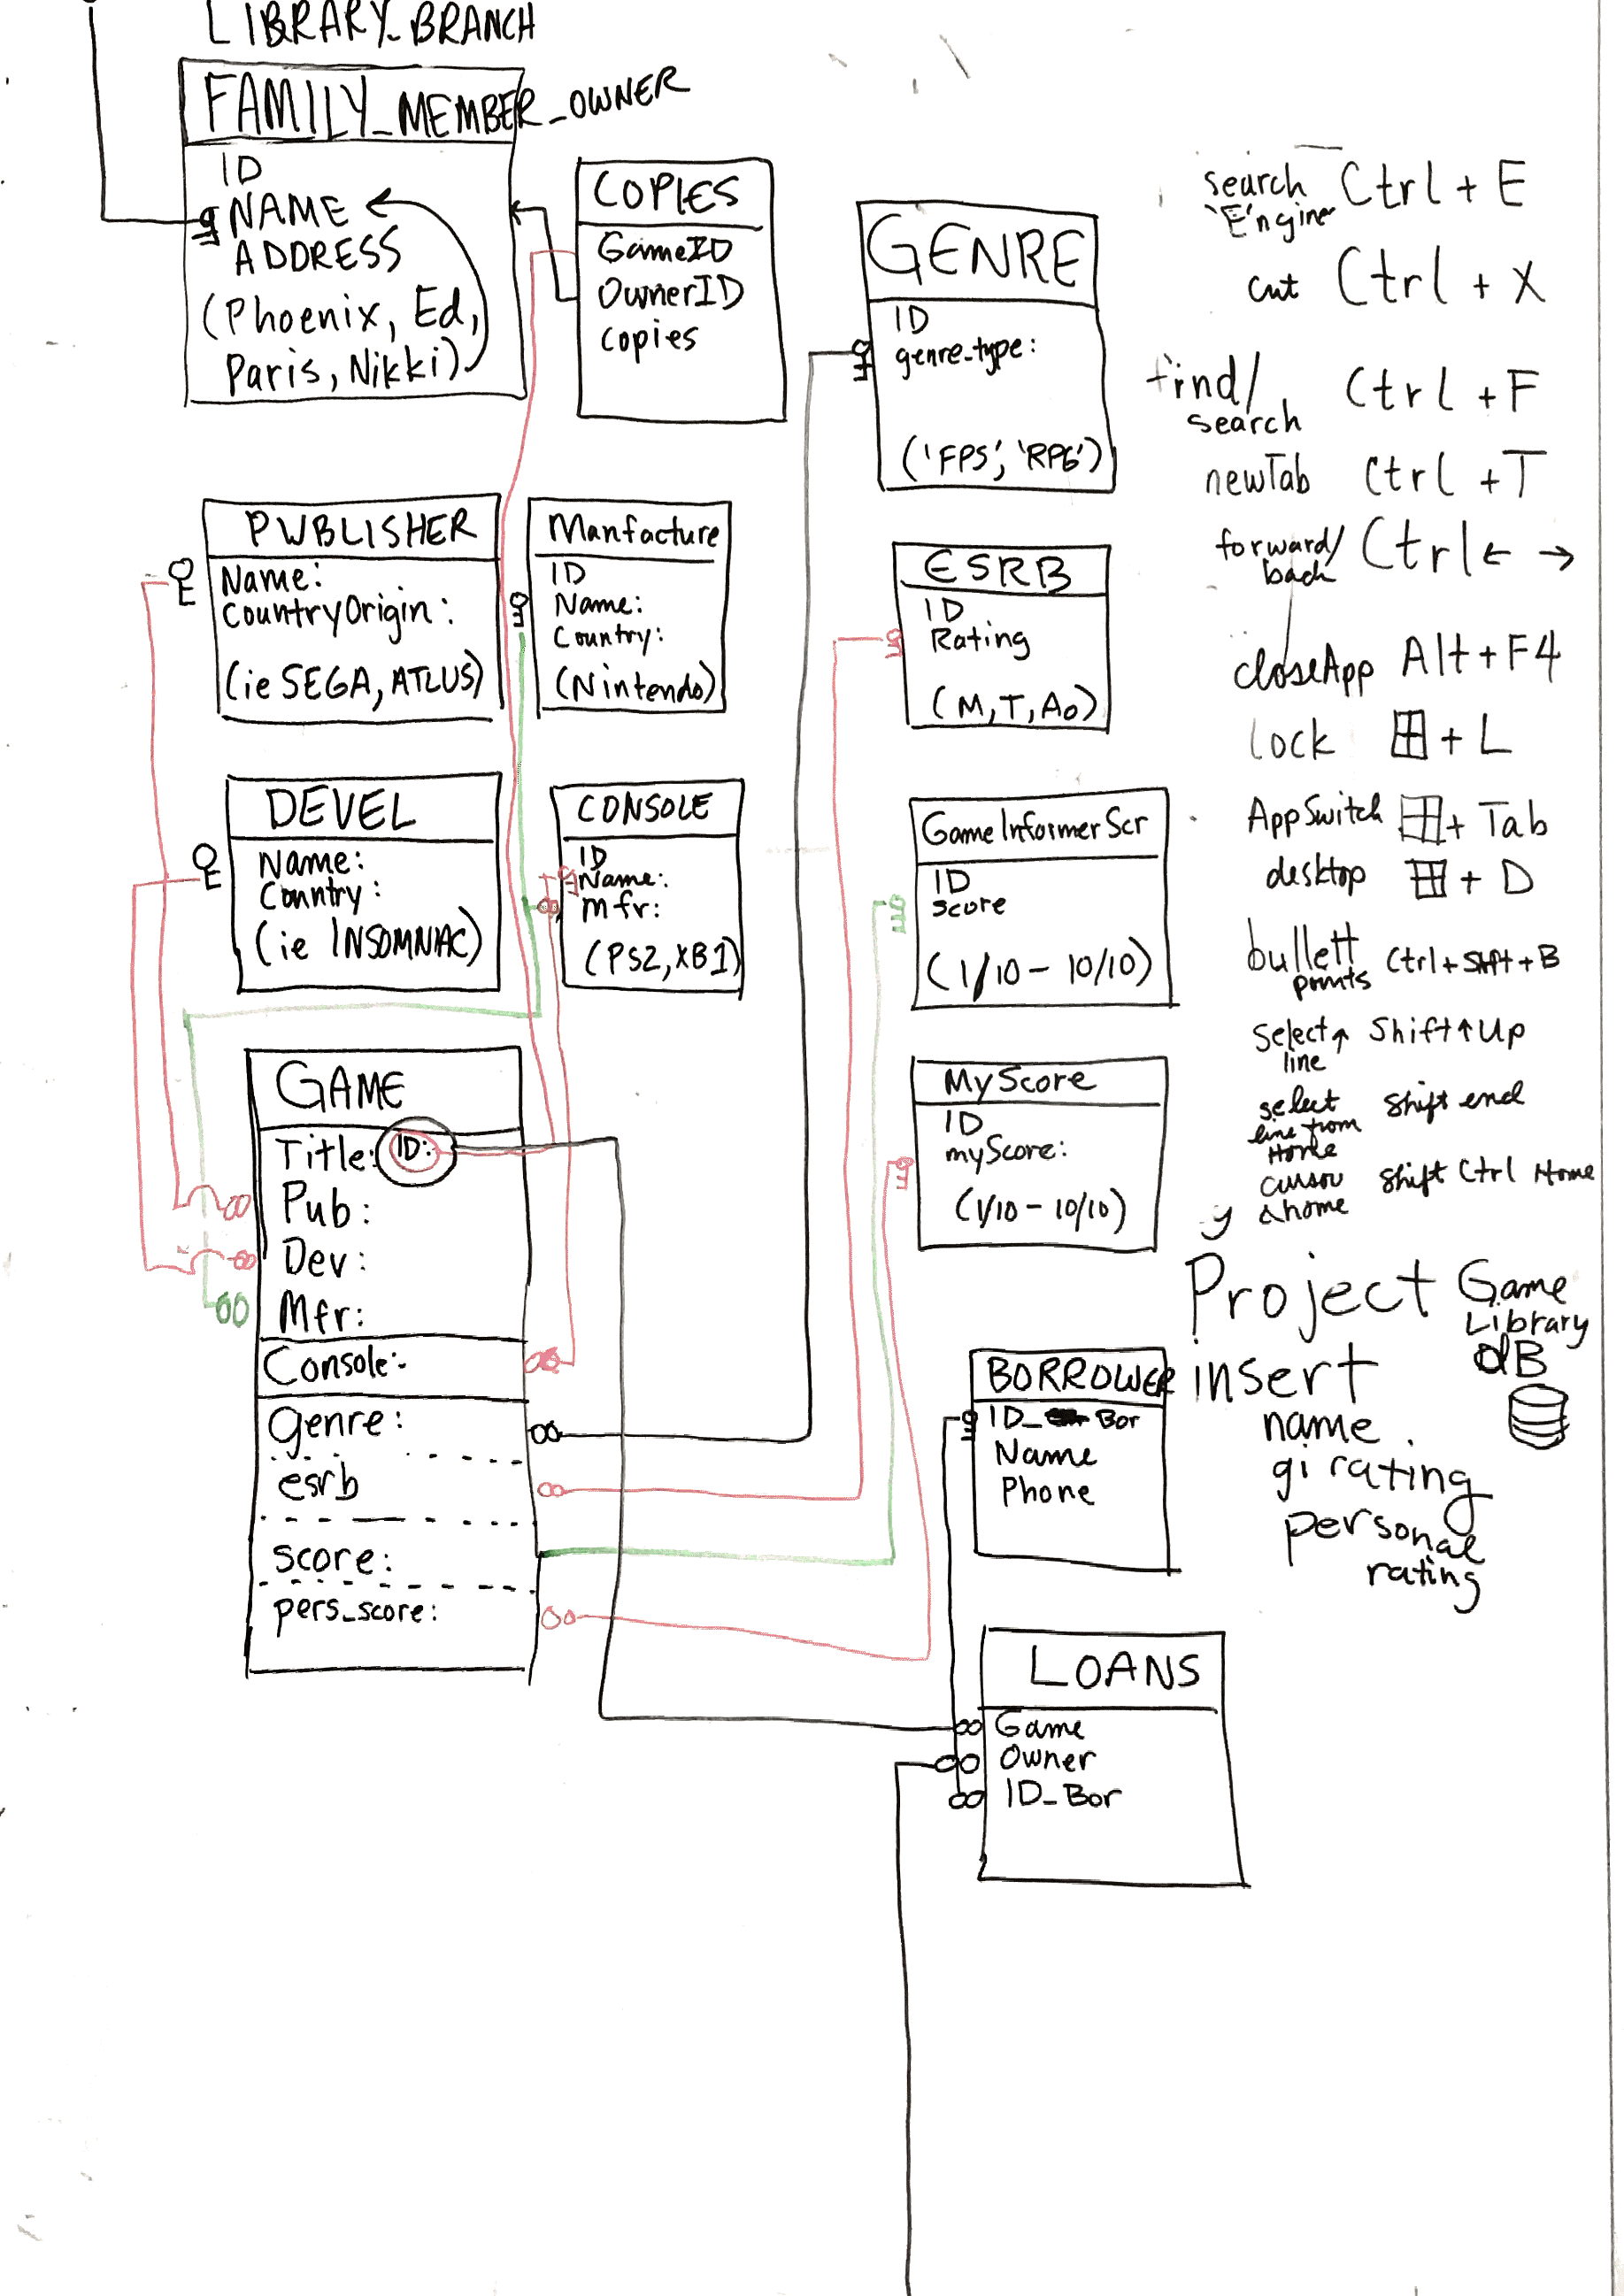 LIBRARY_BRANCH
FAMILY_MEMBER_OWNER
ID
NAME
ADDRESS
(Phoenix, Ed,
Paris, Nikki)
COPIES
GameID
OwnerID
copies
GENRE
ID
genre_type:
('FPS', 'RPG')
PUBLISHER
Name:
CountryOrigin:
(ie SEGA, ATLUS)
Manfacture
ID
Name:
Country:
(Nintendo)
ESRB
ID
Rating
(M, T, Ao)
DEVEL
Name:
Country:
(ie INSOMNIAC)
CONSOLE
ID
Name:
Mfr:
(PS2, XB1)
GameInformerScr
ID
score
(1/10 - 10/10)
GAME
Title: ID:
Pub:
Dev:
Mfr:
Console:
genre:
esrb
score:
pers_score:
MyScore
ID
myScore:
(1/10 - 10/10)
BORROWER
ID_Bor
Name
Phone
LOANS
Game
Owner
ID_Bor
search Ctrl + E
'E'ngine
cut Ctrl + X
find/ Ctrl + F
search
newTab Ctrl + T
forward/ Ctrl ← →
back
closeApp Alt + F4
lock + L
AppSwitch + Tab
desktop + D
bullett Ctrl + Shft + B
points
select ↑ Shift ↑ Up
line
select Shift end
line from
Home
cursor Shift Ctrl Home
&home
y
Project Game
Library
dB
insert
name
gi rating
personal
rating